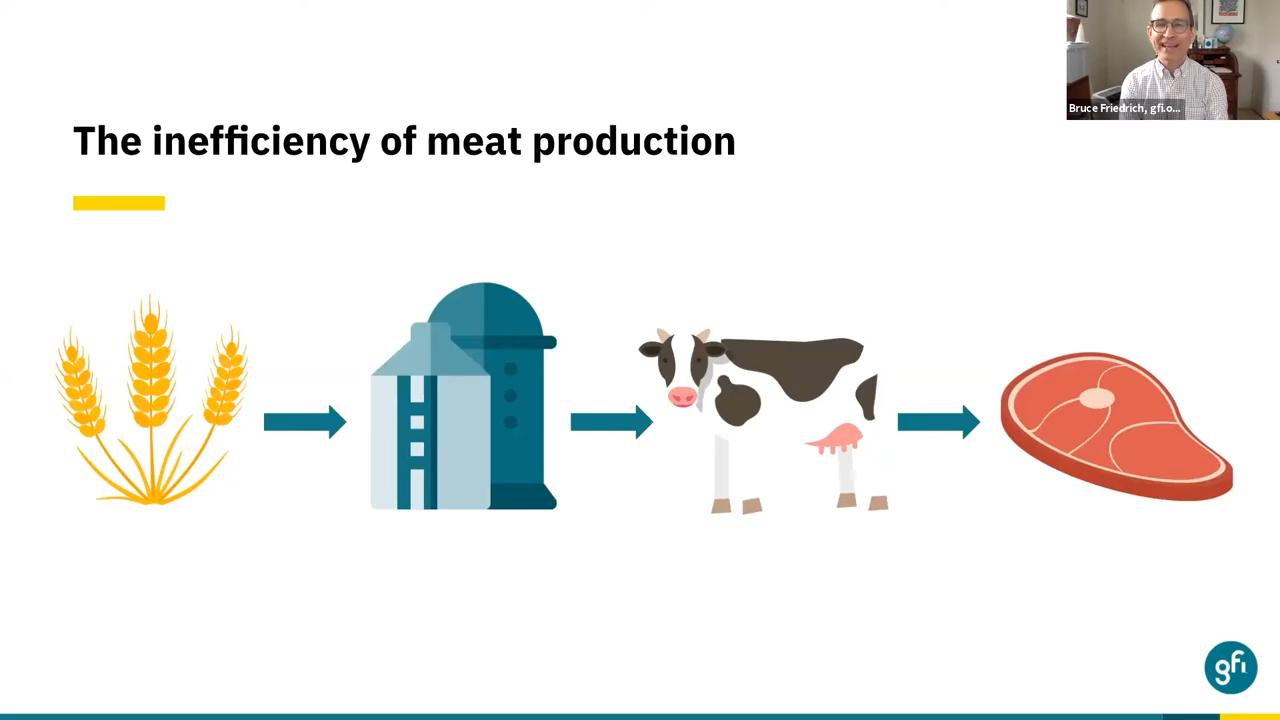 Bruce Friedrich, gfi.o...
The inefficiency of meat production
gfi